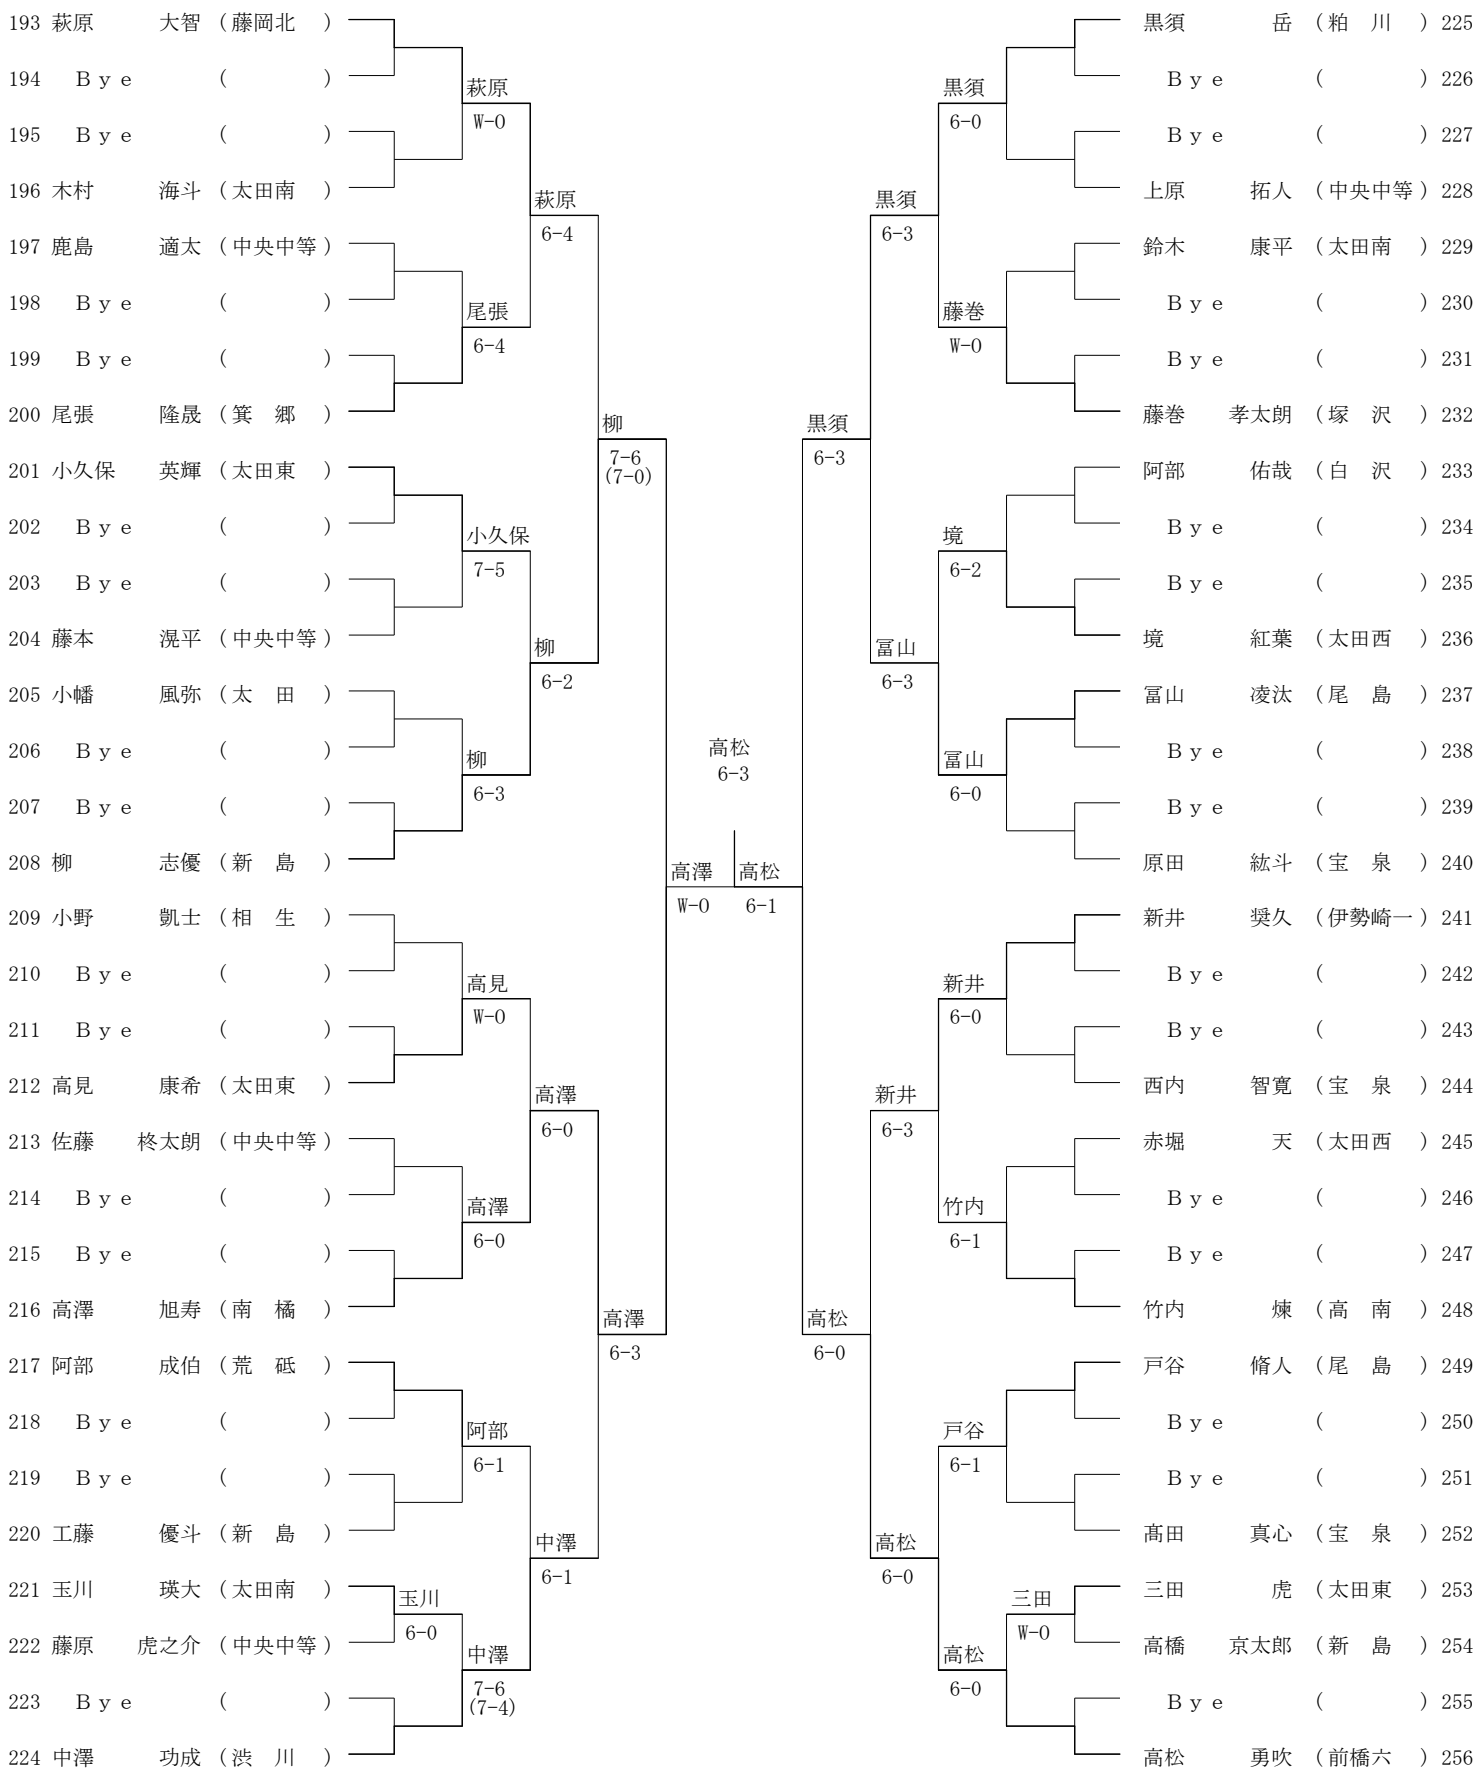 193 萩原 大智 (藤岡北)
194 Bye ( )
195 Bye ( )
196 木村 海斗 (太田南)
197 鹿島 適太 (中央中等)
198 Bye ( )
199 Bye ( )
200 尾張 隆晟 (箕郷)
201 小久保 英輝 (太田東)
202 Bye ( )
203 Bye ( )
204 藤本 滉平 (中央中等)
205 小幡 風弥 (太田)
206 Bye ( )
207 Bye ( )
208 柳 志優 (新島)
209 小野 凱士 (相生)
210 Bye ( )
211 Bye ( )
212 高見 康希 (太田東)
213 佐藤 柊太朗 (中央中等)
214 Bye ( )
215 Bye ( )
216 高澤 旭寿 (南橘)
217 阿部 成伯 (荒砥)
218 Bye ( )
219 Bye ( )
220 工藤 優斗 (新島)
221 玉川 瑛大 (太田南)
222 藤原 虎之介 (中央中等)
223 Bye ( )
224 中澤 功成 (渋川)
玉川
6-0
萩原
W-0
尾張
6-4
小久保
7-5
柳
6-3
高見
W-0
高澤
6-0
阿部
6-1
中澤
7-6
(7-4)
萩原
6-4
柳
6-2
高澤
6-0
中澤
6-1
柳
7-6
(7-0)
高澤
6-3
高澤
W-0
高松
6-3
高松
6-1
黒須
6-3
高松
6-0
黒須
6-3
冨山
6-3
新井
6-3
高松
6-0
黒須
6-0
藤巻
W-0
境
6-2
冨山
6-0
新井
6-0
竹内
6-1
戸谷
6-1
高松
6-0
三田
W-0
黒須 岳 (粕川) 225
Bye ( ) 226
Bye ( ) 227
上原 拓人 (中央中等) 228
鈴木 康平 (太田南) 229
Bye ( ) 230
Bye ( ) 231
藤巻 孝太朗 (塚沢) 232
阿部 佑哉 (白沢) 233
Bye ( ) 234
Bye ( ) 235
境 紅葉 (太田西) 236
冨山 凌汰 (尾島) 237
Bye ( ) 238
Bye ( ) 239
原田 紘斗 (宝泉) 240
新井 奨久 (伊勢崎一) 241
Bye ( ) 242
Bye ( ) 243
西内 智寛 (宝泉) 244
赤堀 天 (太田西) 245
Bye ( ) 246
Bye ( ) 247
竹内 煉 (高南) 248
戸谷 脩人 (尾島) 249
Bye ( ) 250
Bye ( ) 251
髙田 真心 (宝泉) 252
三田 虎 (太田東) 253
高橋 京太郎 (新島) 254
Bye ( ) 255
高松 勇吹 (前橋六) 256